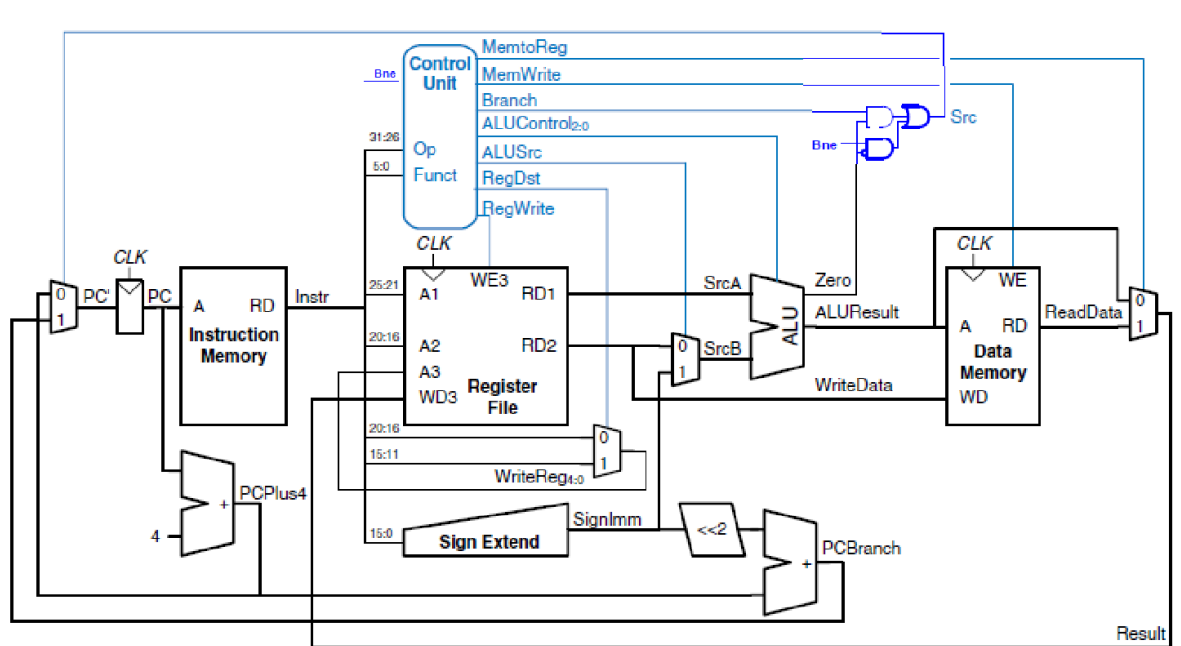 MemtoReg
Control
Unit
Bne
MemWrite
Branch
ALUControl2:0
Src
Bne
31:26
Op
ALUSrc
5:0
Funct
RegDst
RegWrite
CLK
CLK
CLK
0
1
PC'
PC
A
RD
Instr
Instruction
Memory
25:21
A1
WE3
RD1
SrcA
Zero
ALU
ALUResult
WE
0
1
ReadData
20:16
A2
RD2
0
1
SrcB
A
RD
Data
Memory
A3
WD3
Register
File
WriteData
WD
20:16
0
15:11
1
WriteReg4:0
PCPlus4
+
4
15:0
Sign Extend
SignImm
<<2
PCBranch
+
Result